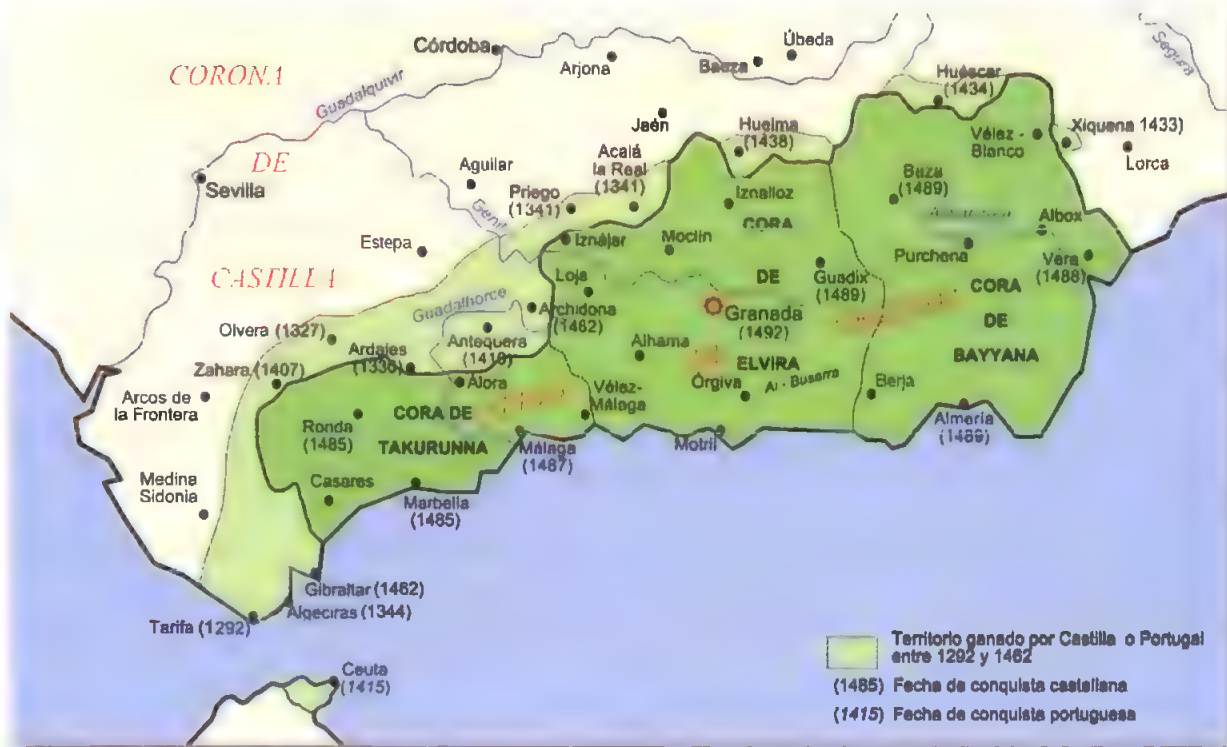 CORONA
DE
CASTILLA
Córdoba
Guadalquivir
Arjona
Baeza
Úbeda
Segura
Huéscar
(1434)
Jaén
Huelma
(1438)
Vélez -
Blanco
Xiquena 1433)
Lorca
Sevilla
Aguilar
Genil
Priego
(1341)
Acalá
la Real
(1341)
Iznalloz
Baza
(1489)
Albox
Estepa
Iznájar
Moclín
CORA
DE
ELVIRA
Purchena
Vera
(1488)
Loja
Guadix
(1489)
CORA
DE
BAYYANA
Guadalhorce
Archidona
(1462)
Granada
(1492)
Olvera (1327)
Antequera
(1410)
Ardales
(1336)
Alhama
Zahara (1407)
Álora
Órgiva
Al - Busarra
Berja
Arcos de
la Frontera
Vélez-
Málaga
Ronda
(1485)
CORA DE
TAKURUNNA
Málaga
(1487)
Motril
Almería
(1489)
Medina
Sidonia
Casares
Marbella
(1485)
Gibraltar (1462)
Algeciras (1344)
Tarifa (1292)
Ceuta
(1415)
Territorio ganado por Castilla o Portugal
entre 1292 y 1462
(1485) Fecha de conquista castellana
(1415) Fecha de conquista portuguesa